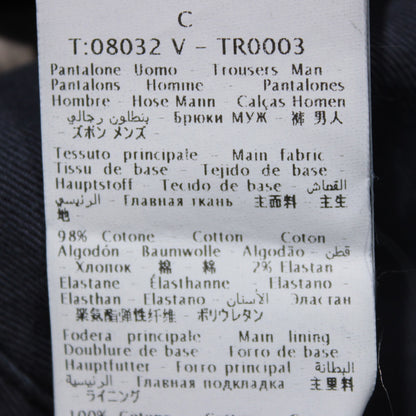 C
T:08032 V - TR0003
Pantalone Uomo - Trousers Man -
Pantalons Homme - Pantalones
Hombre - Hose Mann - Calças Homen
- بنطلون رجالي - Брюки МУЖ - 裤 男人
- ズボン メンズ -
Tessuto principale - Main fabric -
Tissu de base - Tejido de base -
Hauptstoff - Tecido de base - القماش
الرئيسي - Главная ткань - 主面料 - 主生
地 -
98% Cotone - Cotton - Coton -
Algodón - Baumwolle - Algodão - قطن
- Хлопок - 棉 - 綿 - 2% Elastan -
Elastane - Élasthanne - Elastano -
Elasthan - Elastano - الأستان - Эластан
- 聚氨酯弹性纤维 - ポリウレタン
Fodera principale - Main lining -
Doublure de base - Forro de base -
Hauptfutter - Forro principal - البطانة
الرئيسية - Главная подкладка - 主里料
- ライニング -
100% Cotone - Cotton - Coton